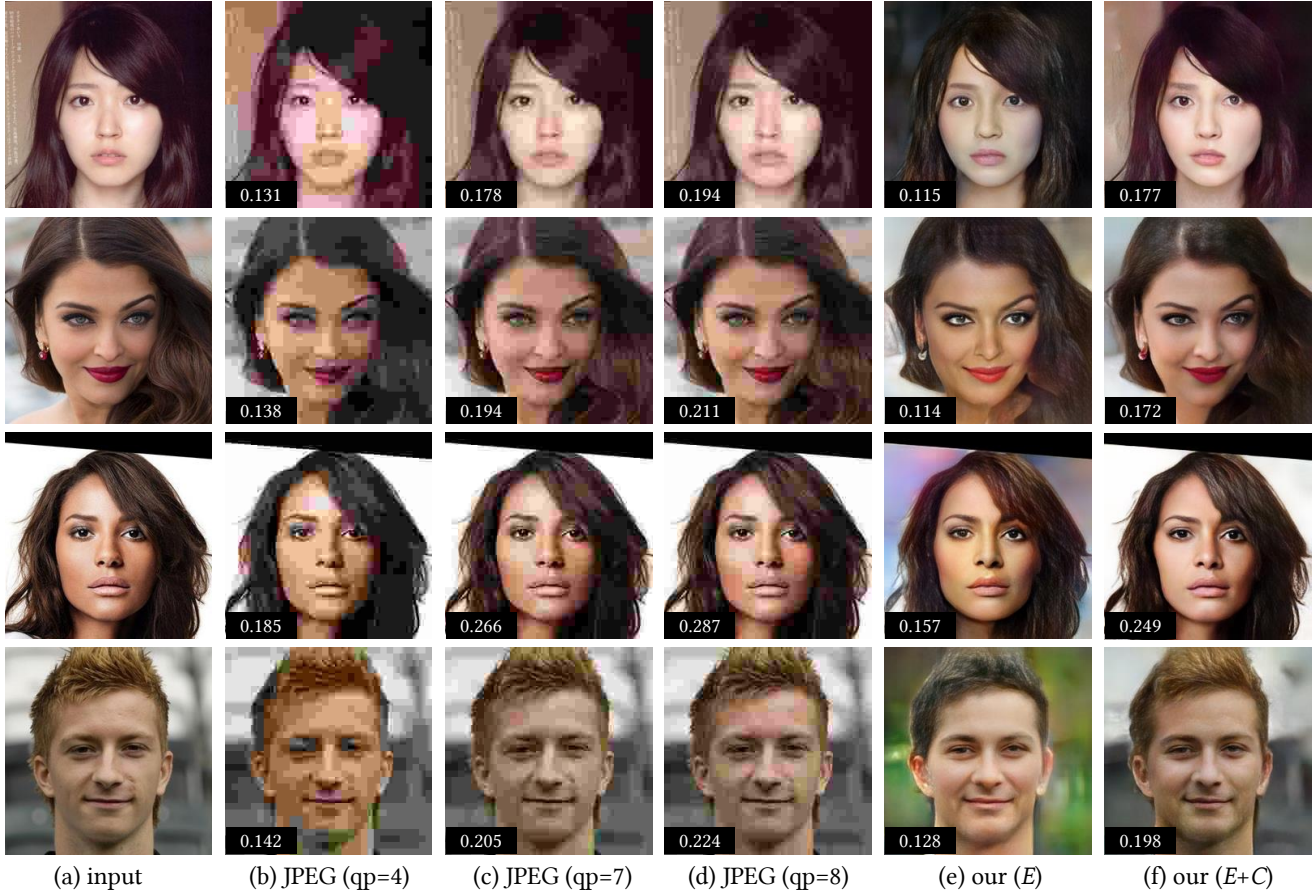 0.131 0.178 0.194 0.115 0.177
0.138 0.194 0.211 0.114 0.172
0.185 0.266 0.287 0.157 0.249
0.142 0.205 0.224 0.128 0.198
(a) input (b) JPEG (qp=4) (c) JPEG (qp=7) (d) JPEG (qp=8) (e) our (E) (f) our (E+C)